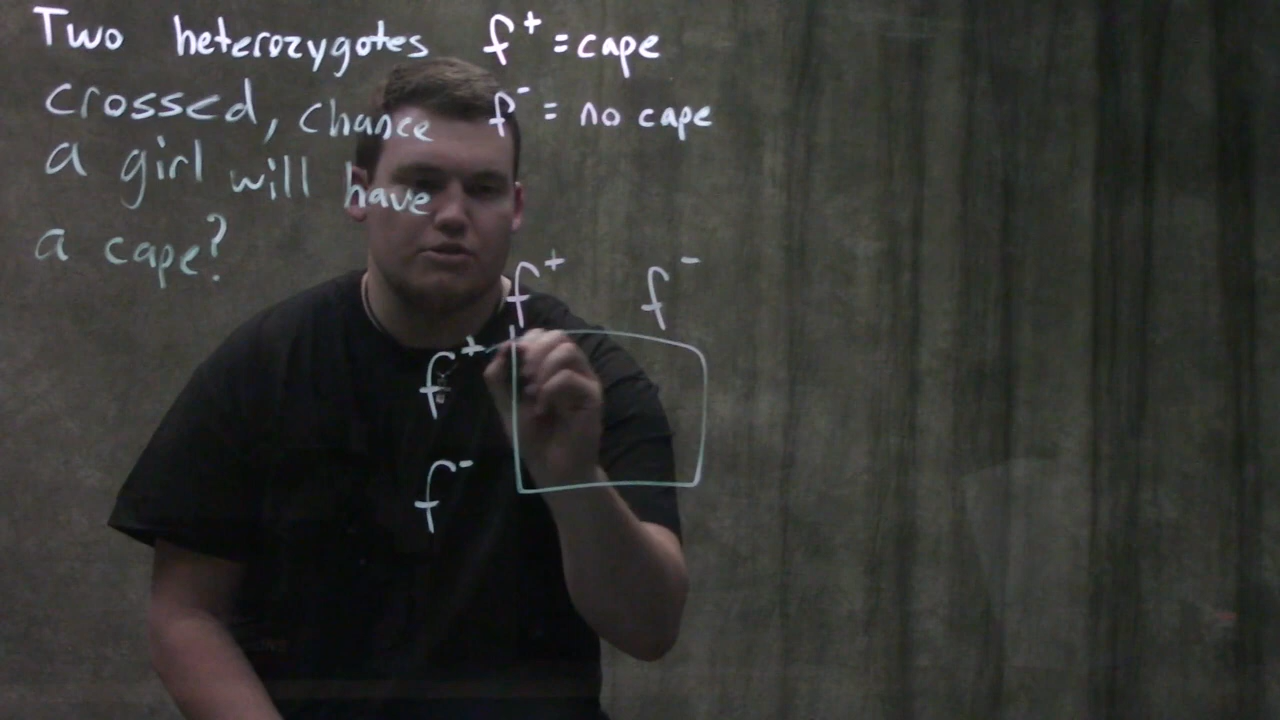 Two heterozygotes f⁺ = cape
crossed, chance f⁻ = no cape
a girl will have
a cape?
f⁺ f⁻
f⁺
f⁻